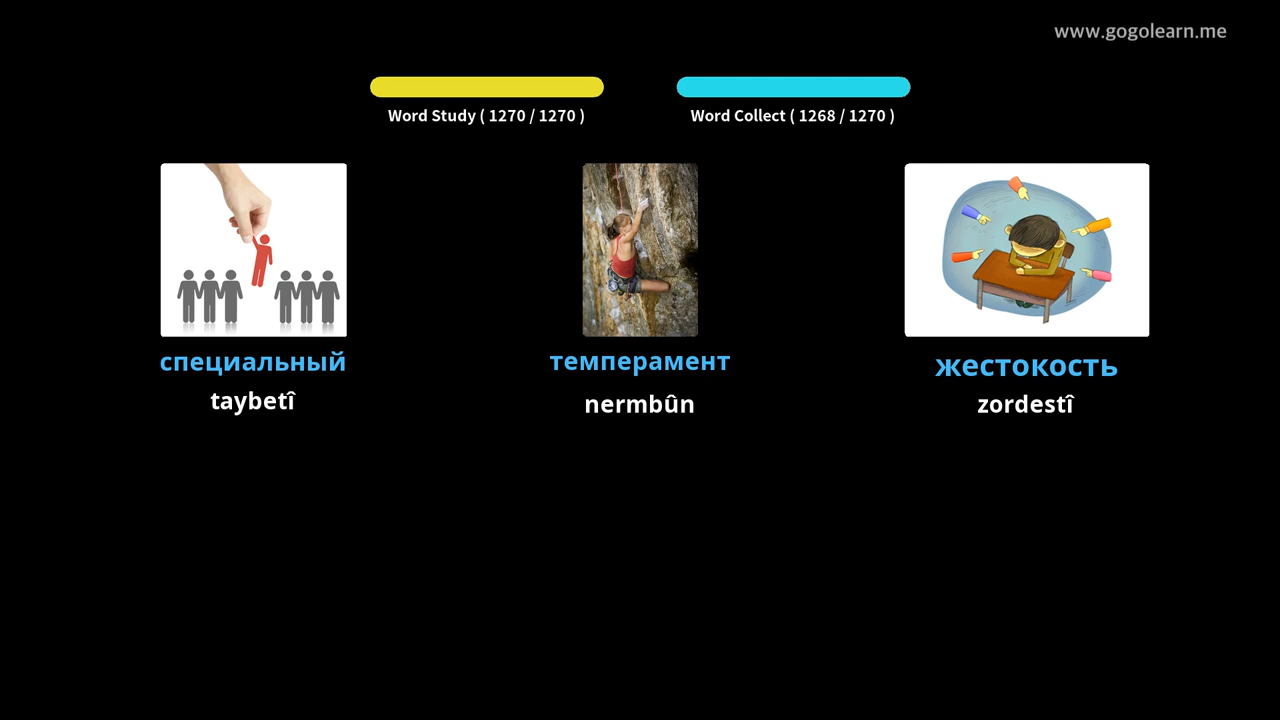 www.gogolearn.me
Word Study ( 1270 / 1270 )
Word Collect ( 1268 / 1270 )
специальный
taybetî
темперамент
nermbûn
жестокость
zordestî